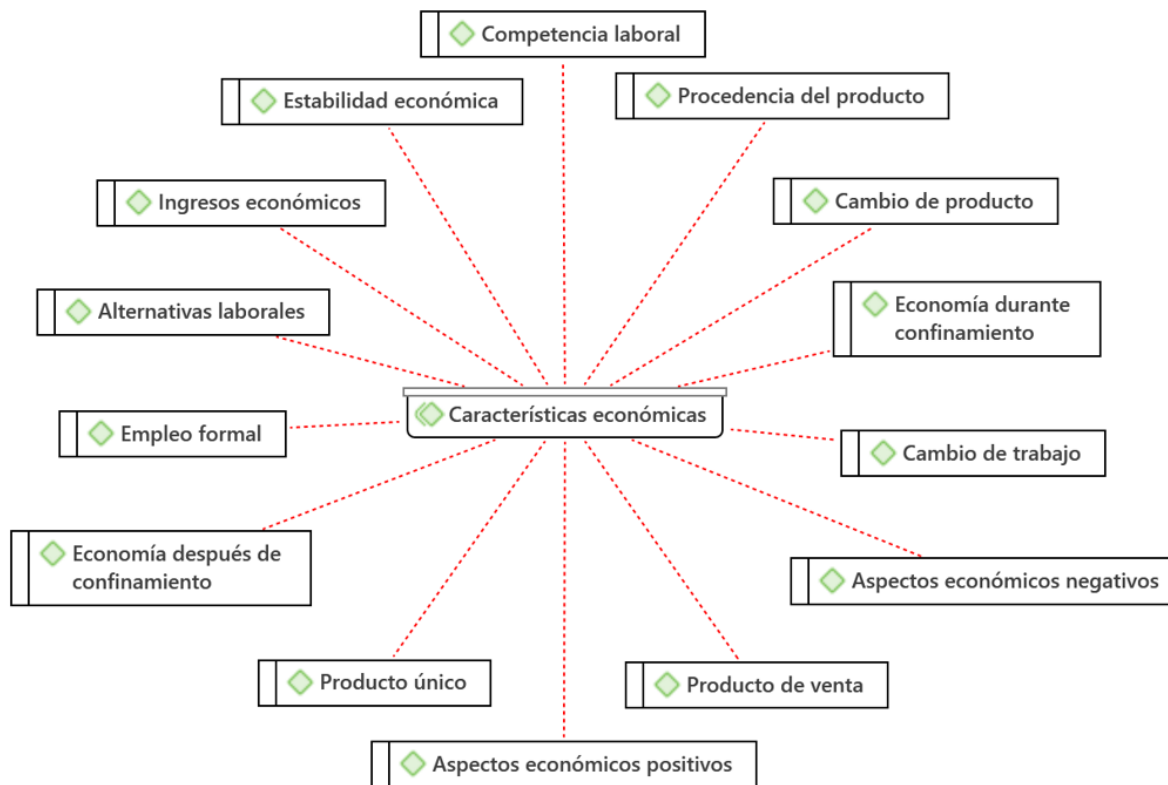 Competencia laboral
Estabilidad económica
Procedencia del producto
Ingresos económicos
Cambio de producto
Alternativas laborales
Economía durante
confinamiento
Características económicas
Empleo formal
Cambio de trabajo
Economía después de
confinamiento
Aspectos económicos negativos
Producto único
Producto de venta
Aspectos económicos positivos